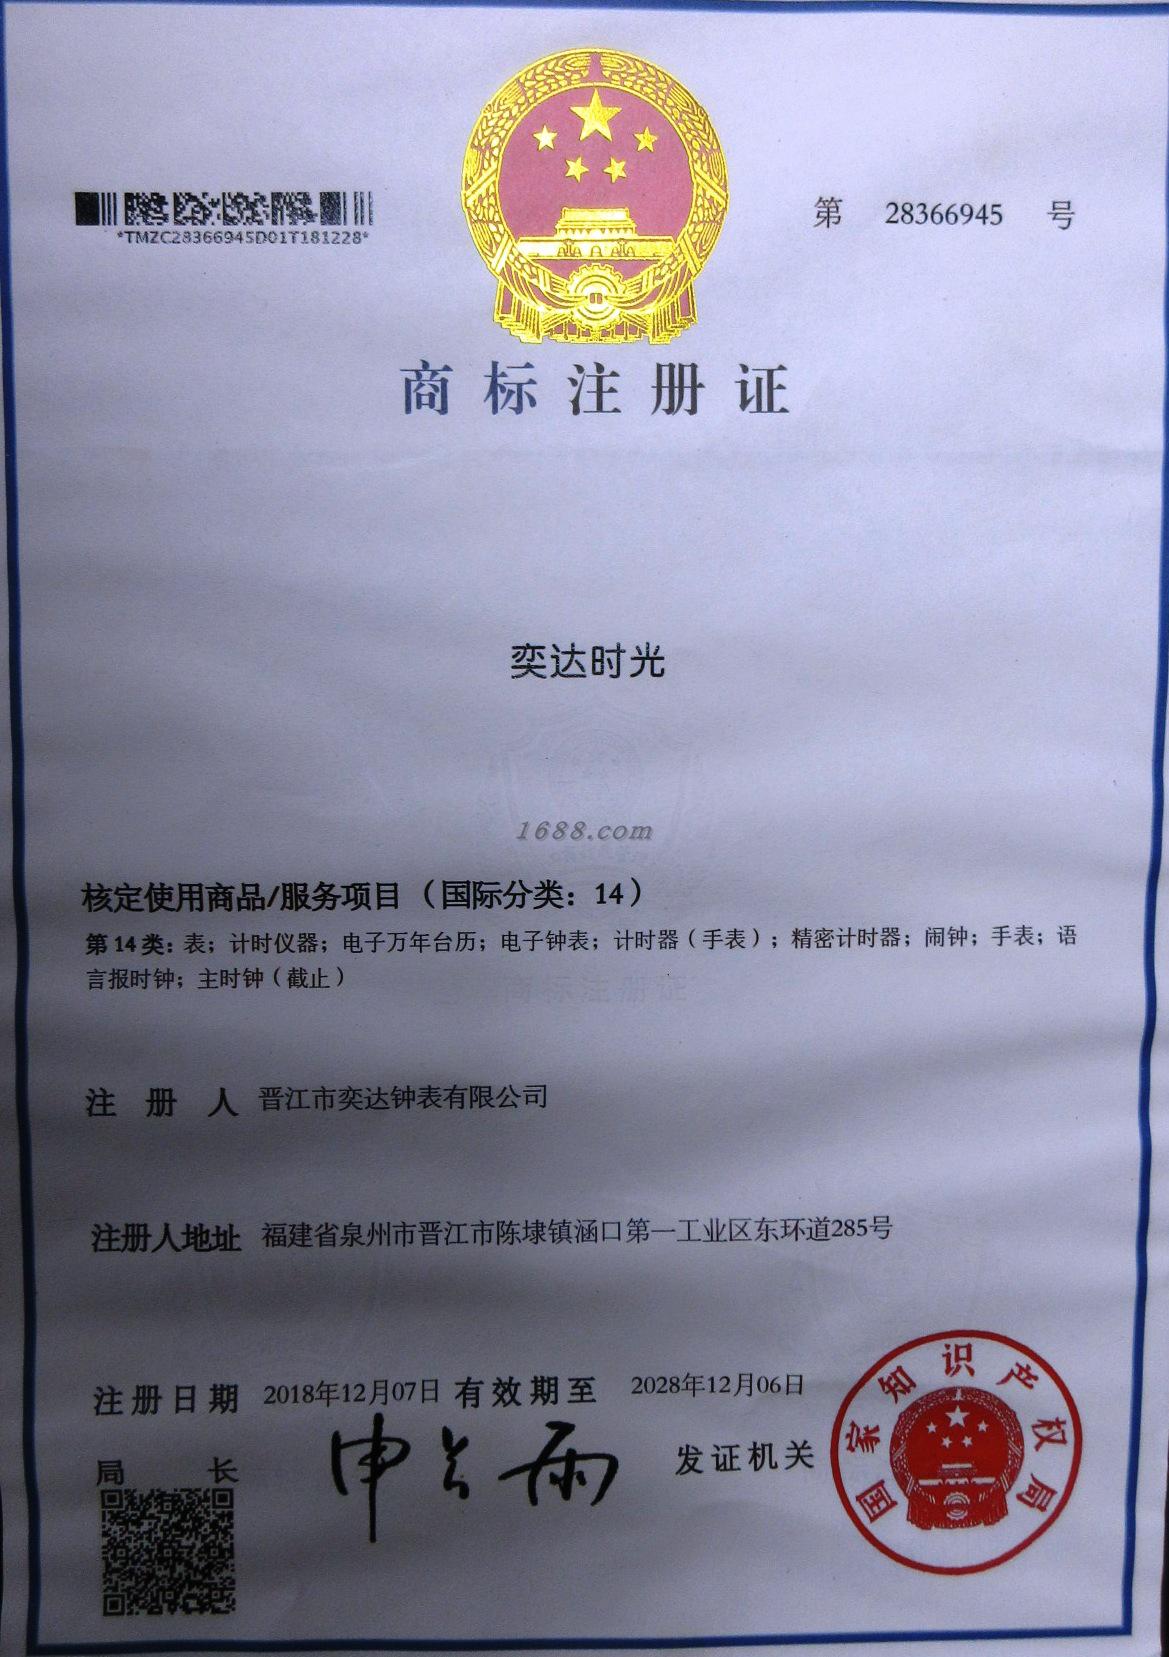 *TMZC28366945D01T181228*
第 28366945 号
商标注册证
奕达时光
1688.com
核定使用商品/服务项目（国际分类：14）
第14类：表；计时仪器；电子万年台历；电子钟表；计时器（手表）；精密计时器；闹钟；手表；语
言报时钟；主时钟（截止）
商标注册证
注册人 晋江市奕达钟表有限公司
注册人地址 福建省泉州市晋江市陈埭镇涵口第一工业区东环道285号
注册日期 2018年12月07日 有效期至 2028年12月06日
局长 申长雨 发证机关
国家知识产权局